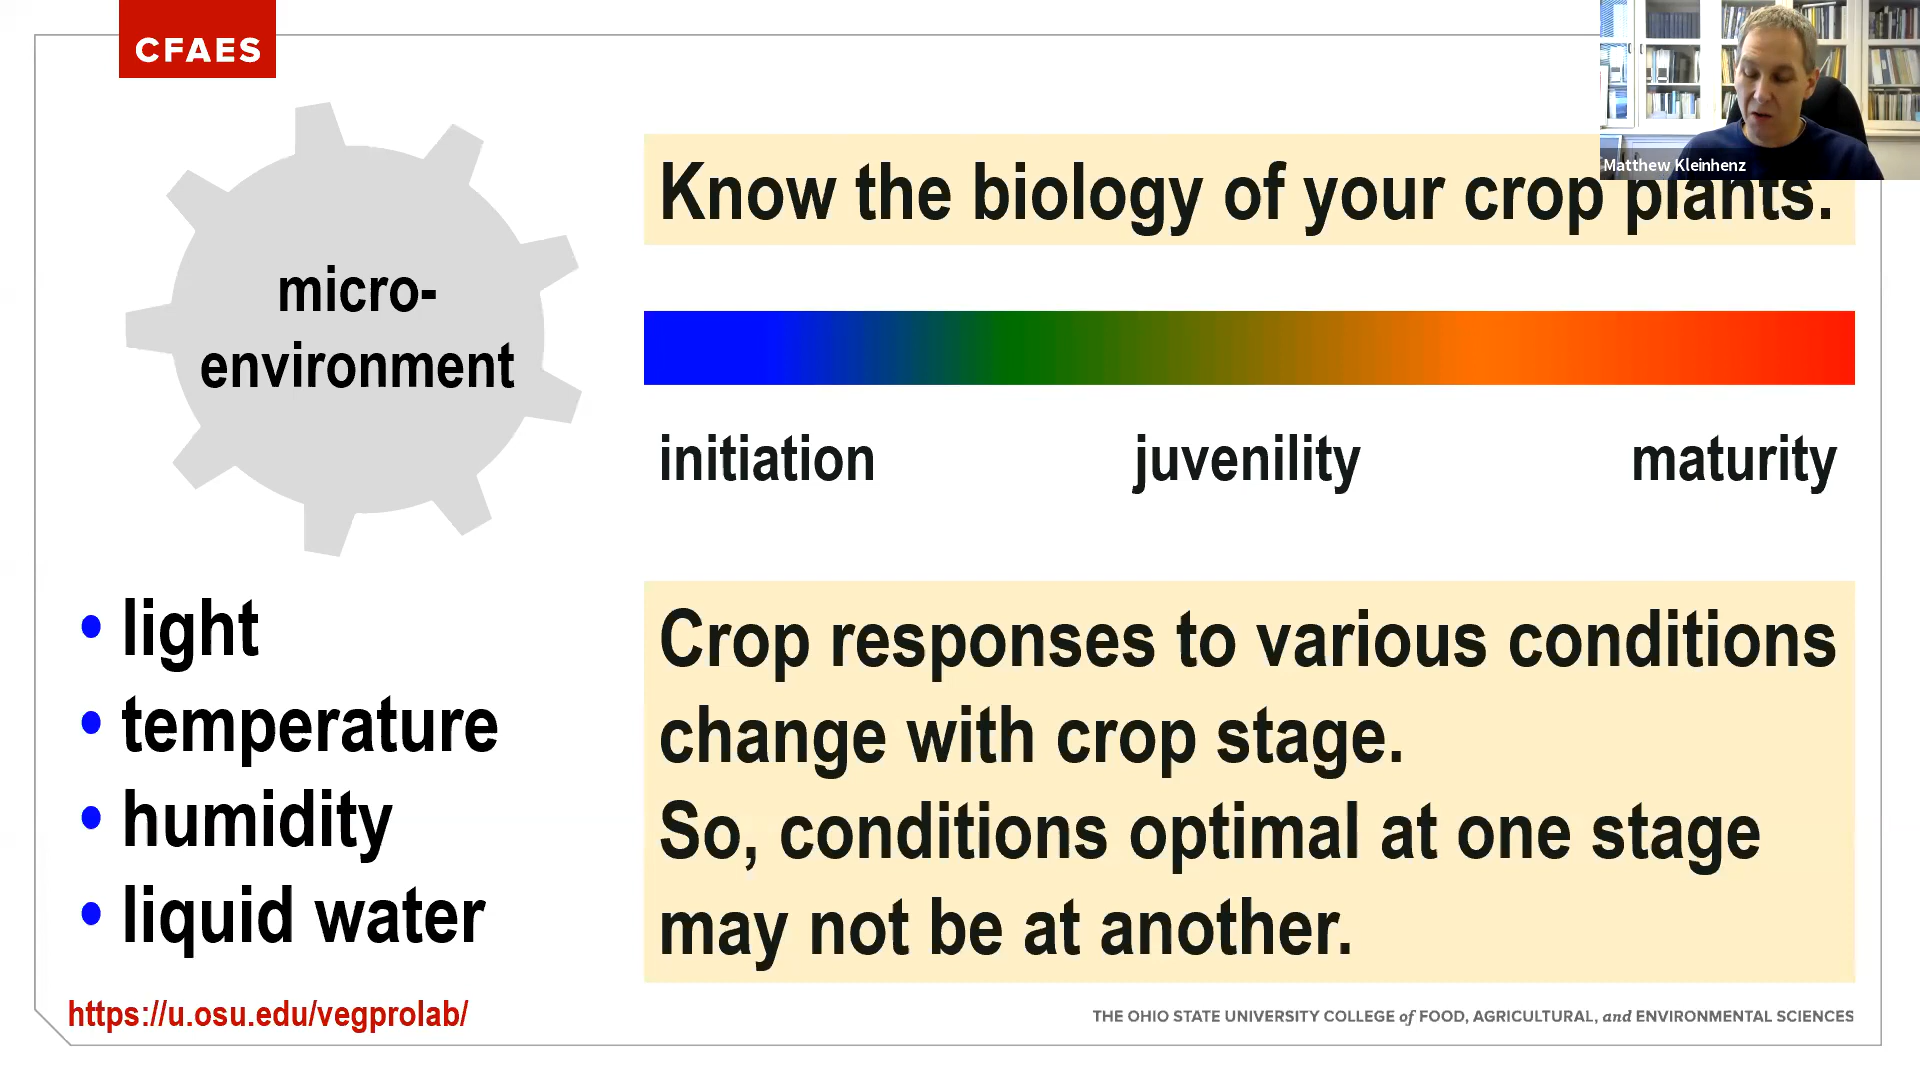 CFAES
Matthew Kleinhenz
Know the biology of your crop plants.
micro-
environment
initiation juvenility maturity
• light
• temperature
• humidity
• liquid water
Crop responses to various conditions
change with crop stage.
So, conditions optimal at one stage
may not be at another.
https://u.osu.edu/vegprolab/
THE OHIO STATE UNIVERSITY COLLEGE of FOOD, AGRICULTURAL, and ENVIRONMENTAL SCIENCES